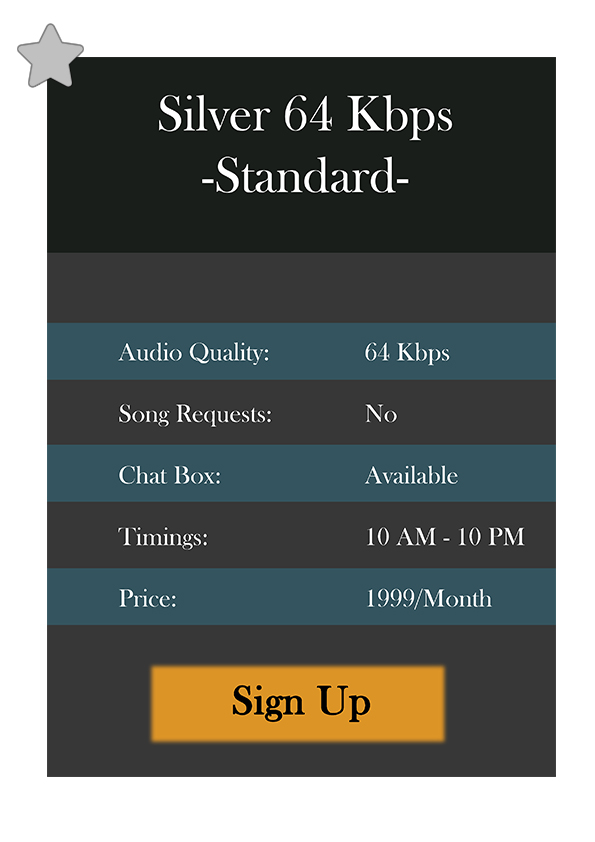 Silver 64 Kbps
-Standard-
Audio Quality: 64 Kbps
Song Requests: No
Chat Box: Available
Timings: 10 AM - 10 PM
Price: 1999/Month
Sign Up